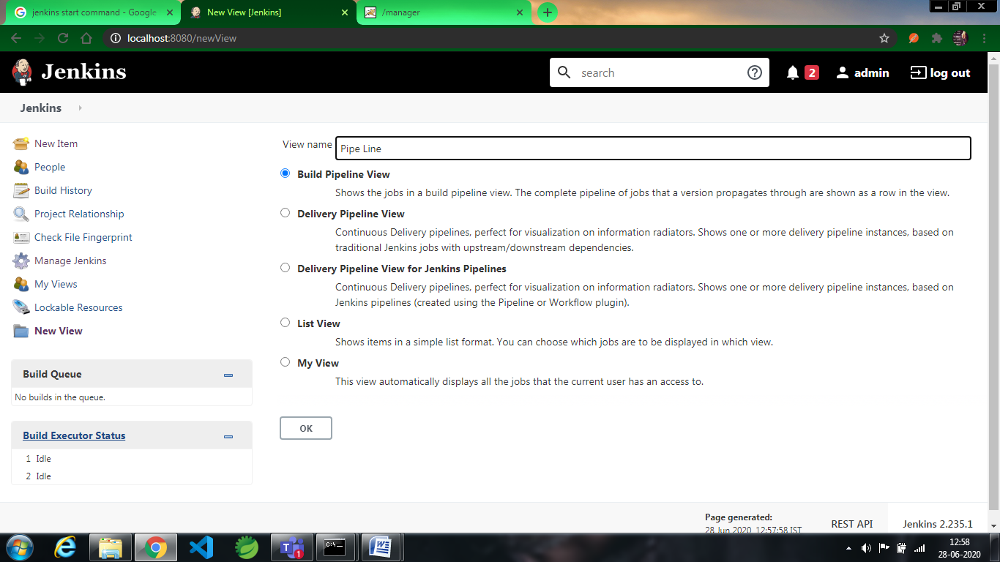 jenkins start command - Google
New View [Jenkins]
/manager
localhost:8080/newView
Jenkins
search
2
admin
log out
Jenkins
New Item
People
Build History
Project Relationship
Check File Fingerprint
Manage Jenkins
My Views
Lockable Resources
New View
Build Queue
No builds in the queue.
Build Executor Status
1 Idle
2 Idle
View name
Pipe Line
Build Pipeline View
Shows the jobs in a build pipeline view. The complete pipeline of jobs that a version propagates through are shown as a row in the view.
Delivery Pipeline View
Continuous Delivery pipelines, perfect for visualization on information radiators. Shows one or more delivery pipeline instances, based on
traditional Jenkins jobs with upstream/downstream dependencies.
Delivery Pipeline View for Jenkins Pipelines
Continuous Delivery pipelines, perfect for visualization on information radiators. Shows one or more delivery pipeline instances, based on
Jenkins pipelines (created using the Pipeline or Workflow plugin).
List View
Shows items in a simple list format. You can choose which jobs are to be displayed in which view.
My View
This view automatically displays all the jobs that the current user has an access to.
OK
Page generated:
28 Jun 2020, 12:57:58 IST
REST API
Jenkins 2.235.1
1
12:58
28-06-2020